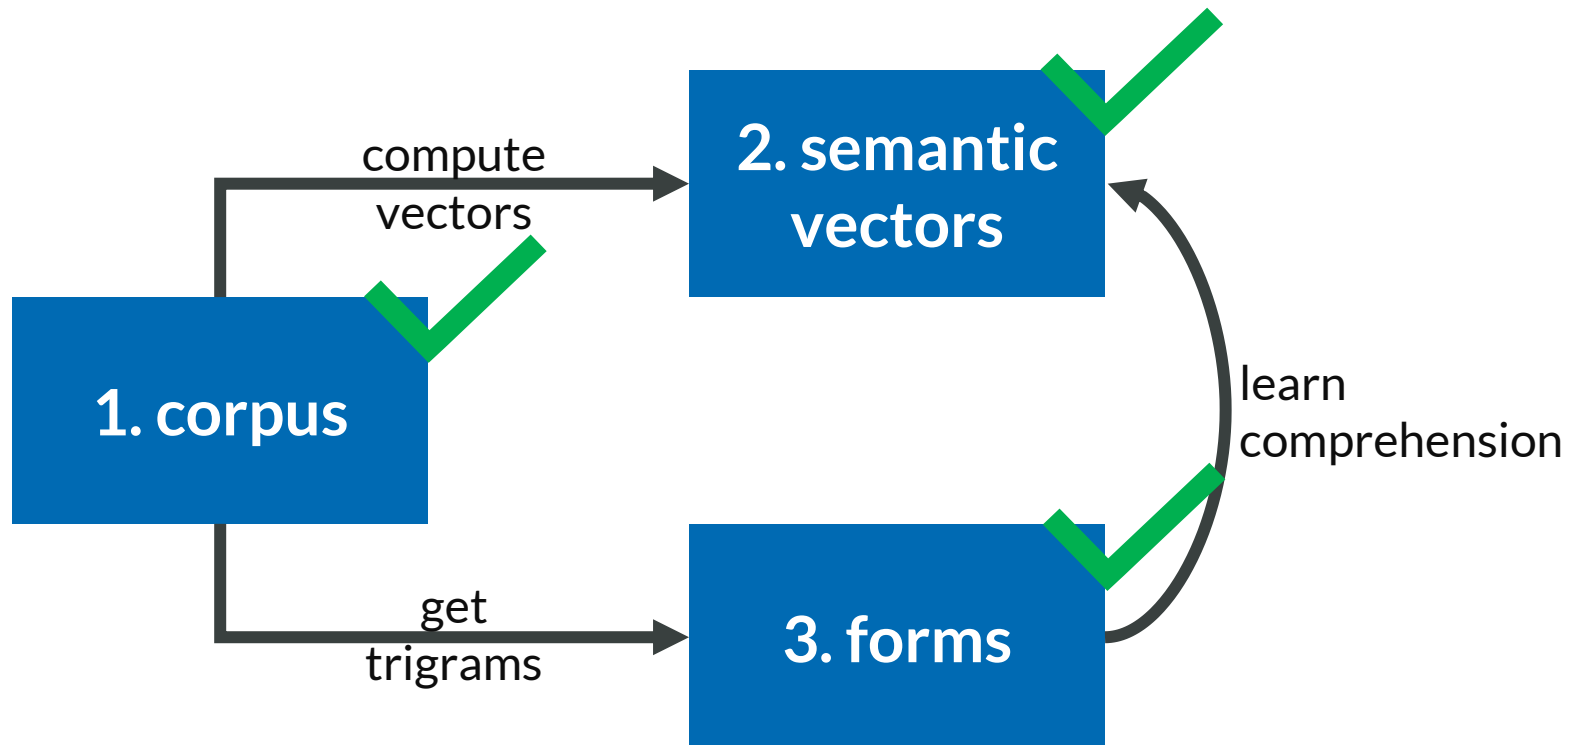 compute
vectors
2. semantic
vectors
1. corpus
learn
comprehension
get
trigrams
3. forms